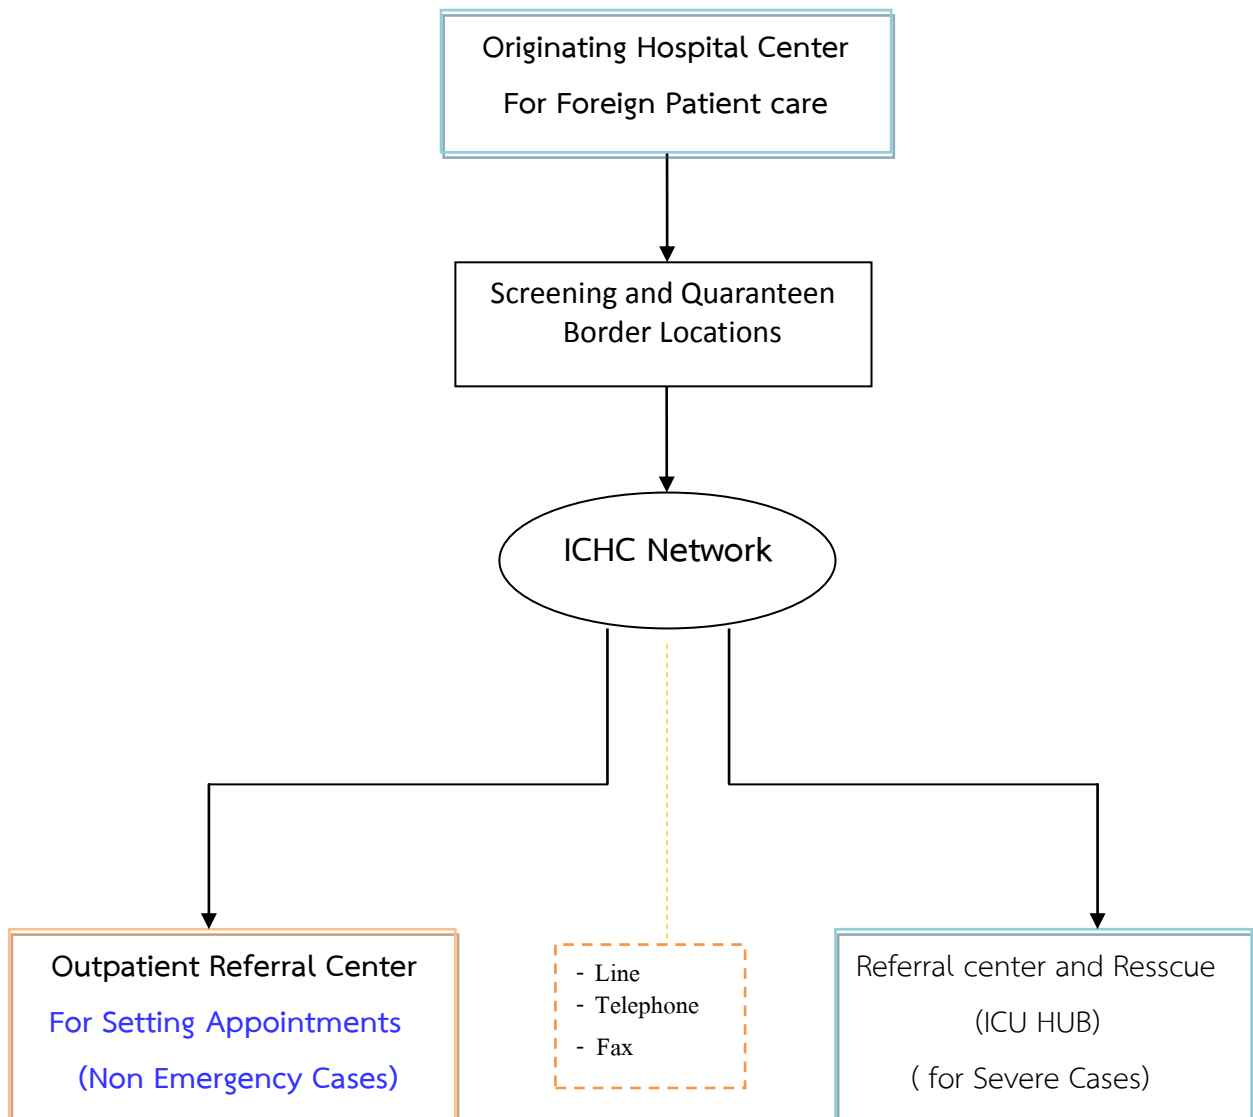 Originating Hospital Center
For Foreign Patient care
Screening and Quaranteen
Border Locations
ICHC Network
Outpatient Referral Center
For Setting Appointments
(Non Emergency Cases)
- Line
- Telephone
- Fax
Referral center and Resscue
(ICU HUB)
( for Severe Cases)